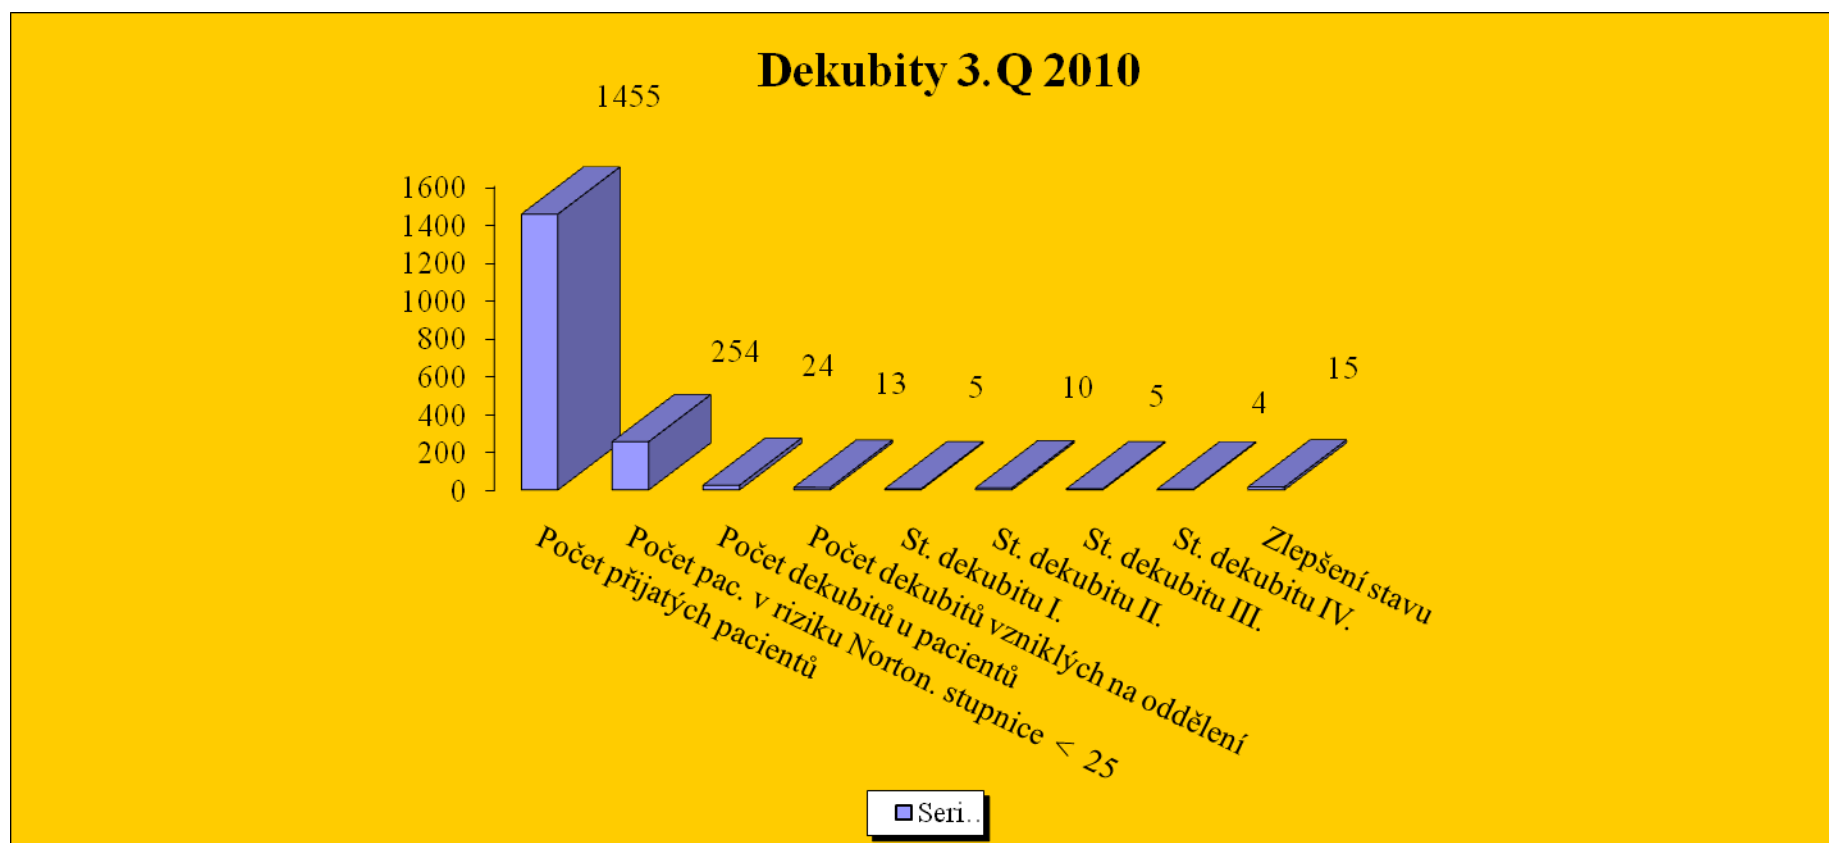 Dekubity 3.Q 2010
1455
254
24
13
5
10
5
4
15
1600
1400
1200
1000
800
600
400
200
0
Počet přijatých pacientů
Počet pac. v riziku Norton. stupnice < 25
Počet dekubitů u pacientů
Počet dekubitů vzniklých na oddělení
St. dekubitu I.
St. dekubitu II.
St. dekubitu III.
St. dekubitu IV.
Zlepšení stavu
Seri..